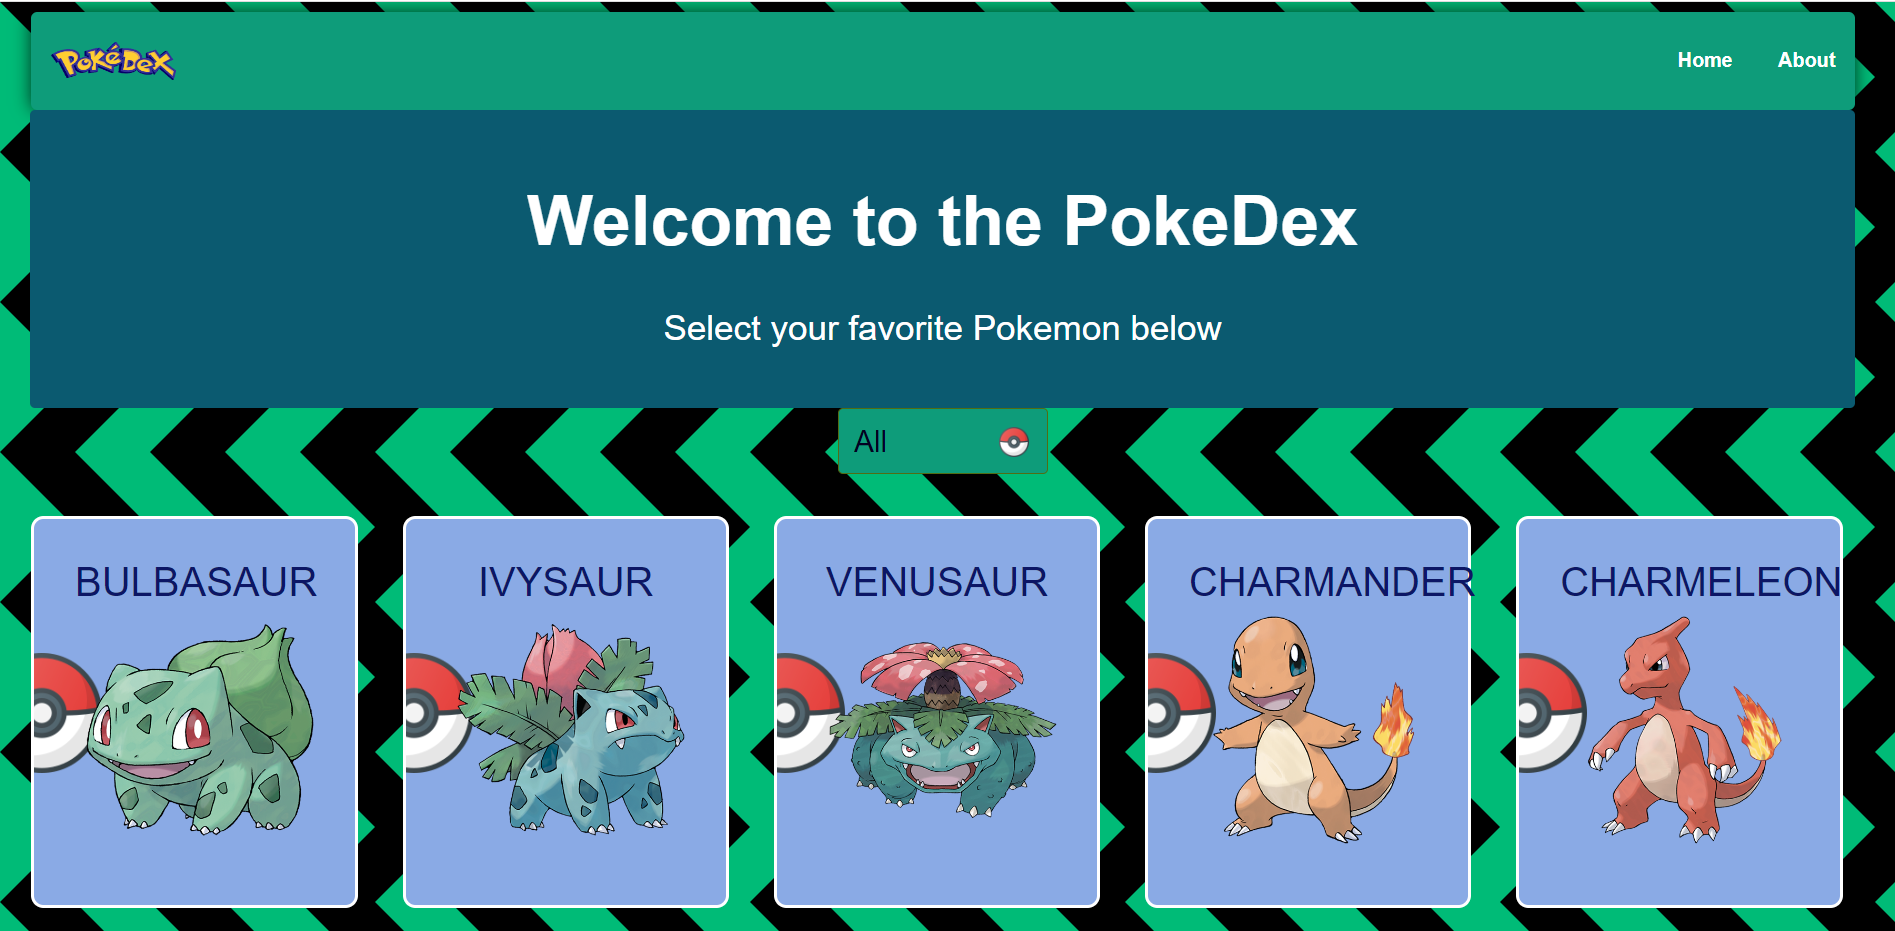 PokéDex
Home About
Welcome to the PokeDex
Select your favorite Pokemon below
All
BULBASAUR IVYSAUR VENUSAUR CHARMANDER CHARMELEON